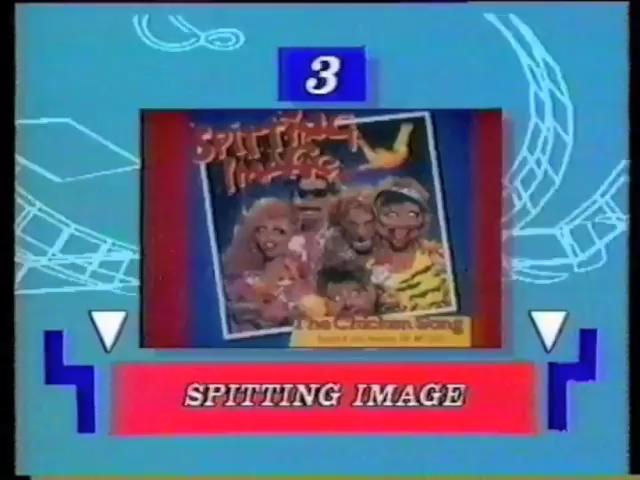 3
SPITTING
IMAGE
The Chicken Song
SPITTING IMAGE